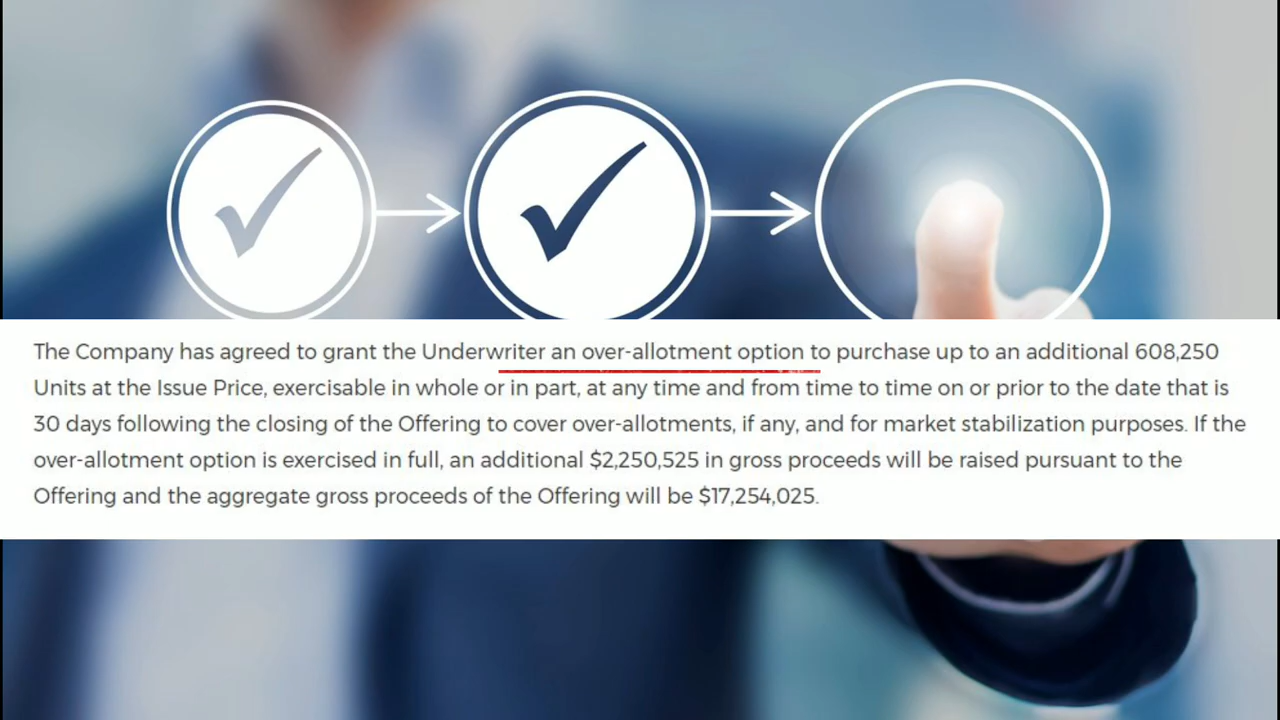 The Company has agreed to grant the Underwriter an over-allotment option to purchase up to an additional 608,250
Units at the Issue Price, exercisable in whole or in part, at any time and from time to time on or prior to the date that is
30 days following the closing of the Offering to cover over-allotments, if any, and for market stabilization purposes. If the
over-allotment option is exercised in full, an additional $2,250,525 in gross proceeds will be raised pursuant to the
Offering and the aggregate gross proceeds of the Offering will be $17,254,025.